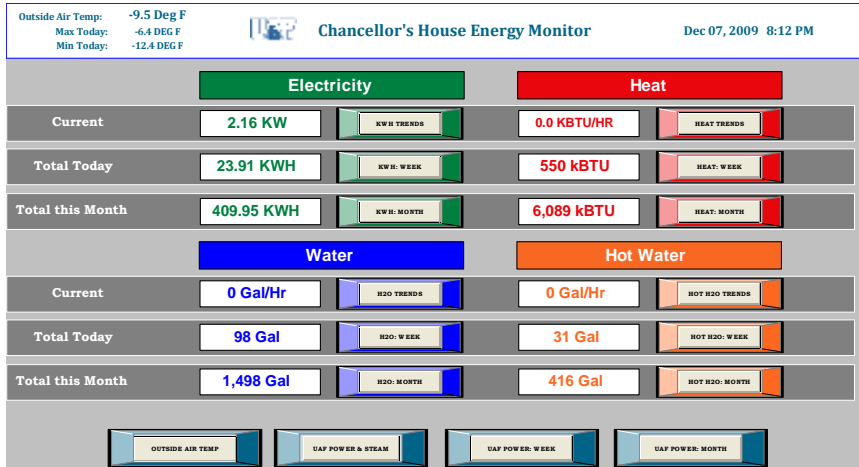 Outside Air Temp: -9.5 Deg F
Max Today: -6.4 DEG F
Min Today: -12.4 DEG F
Chancellor's House Energy Monitor
Dec 07, 2009 8:12 PM
Electricity Heat
Current 2.16 KW KWH TRENDS 0.0 KBTU/HR HEAT TRENDS
Total Today 23.91 KWH KWH: WEEK 550 kBTU HEAT: WEEK
Total this Month 409.95 KWH KWH: MONTH 6,089 kBTU HEAT: MONTH
Water Hot Water
Current 0 Gal/Hr H2O TRENDS 0 Gal/Hr HOT H2O TRENDS
Total Today 98 Gal H2O: WEEK 31 Gal HOT H2O: WEEK
Total this Month 1,498 Gal H2O: MONTH 416 Gal HOT H2O: MONTH
OUTSIDE AIR TEMP UAF POWER & STEAM UAF POWER: WEEK UAF POWER: MONTH